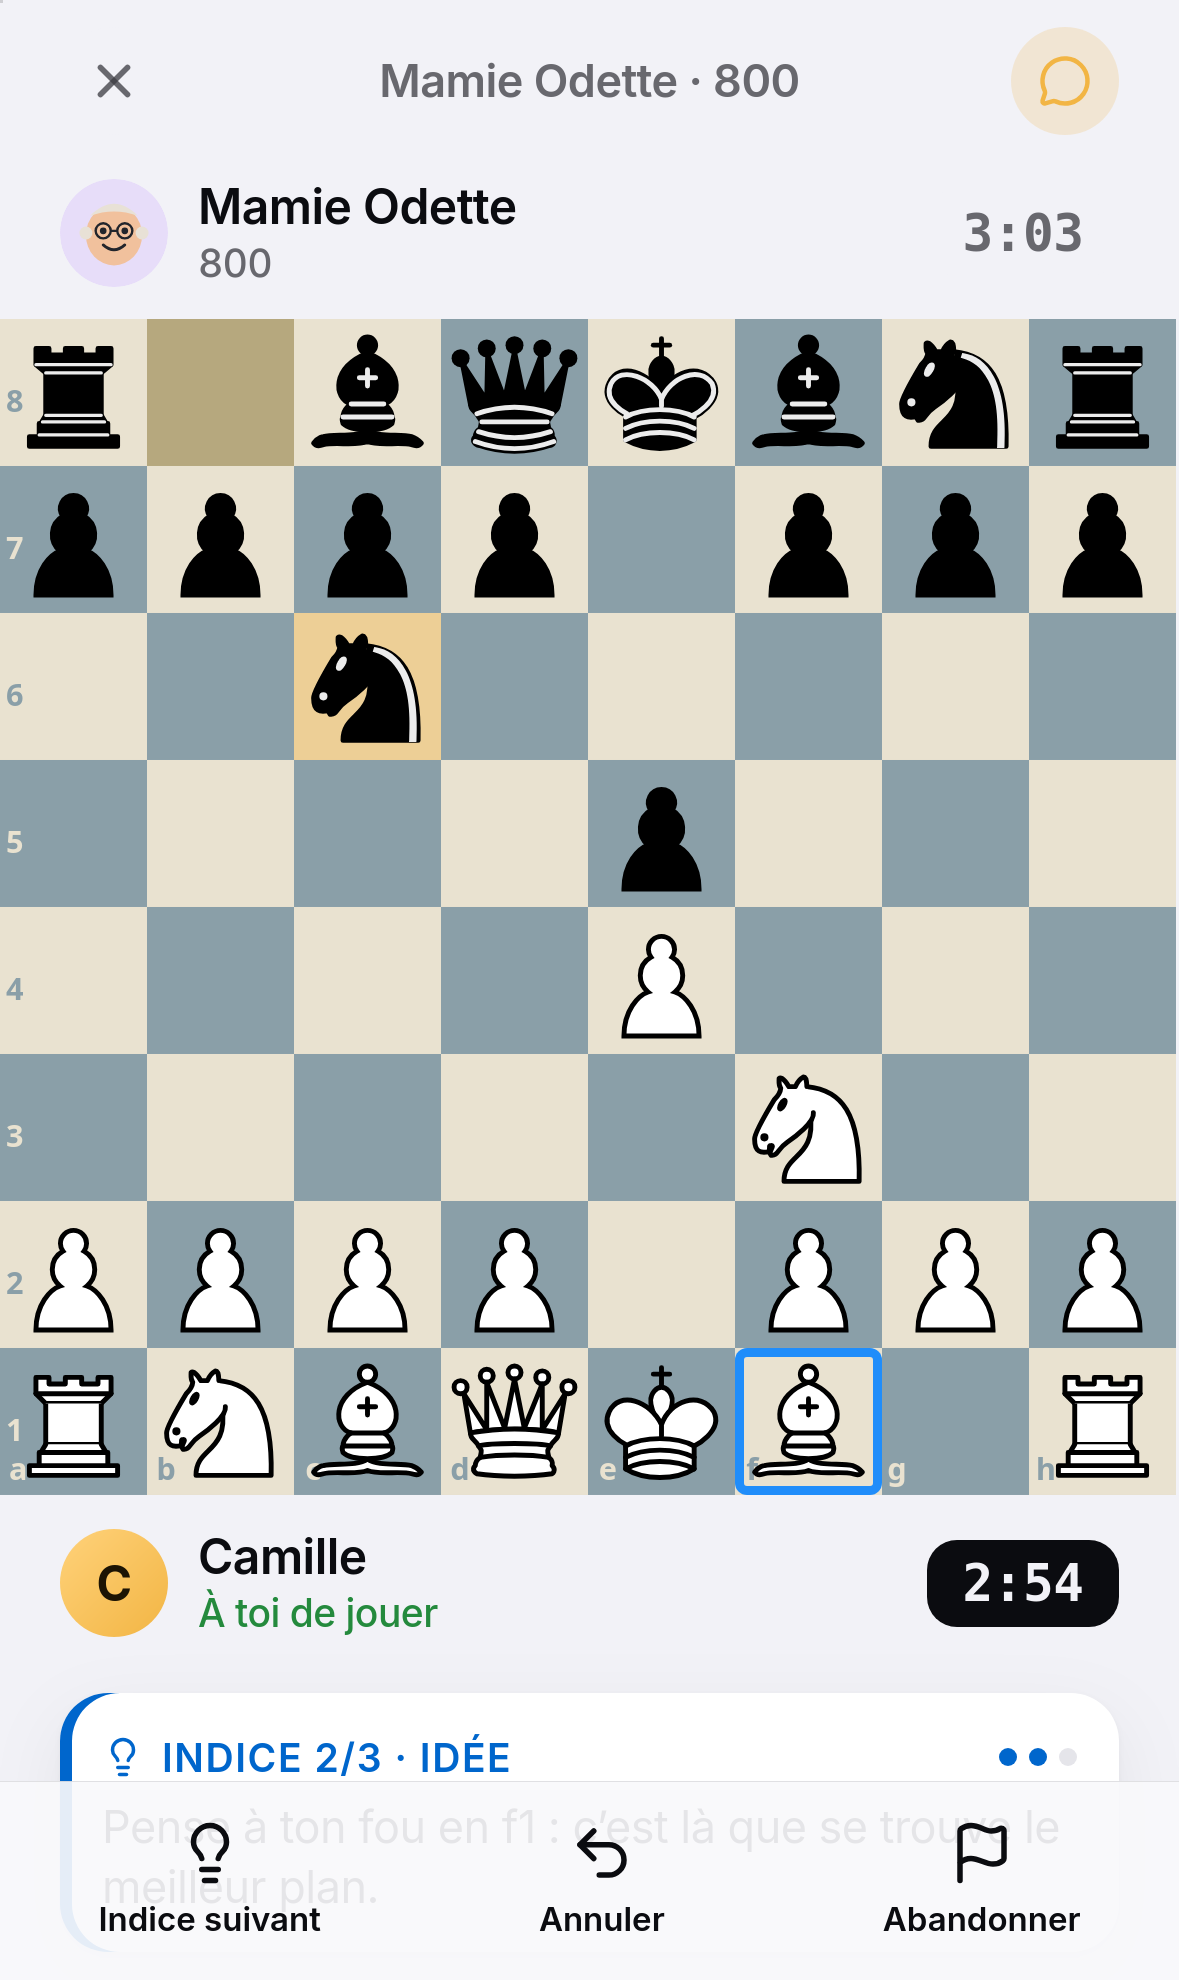 Mamie Odette · 800
Mamie Odette
800
3:03
8
7
6
5
4
3
2
1
a b c d e f g h
Camille
À toi de jouer
C
2:54
INDICE 2/3 · IDÉE
Pense à ton fou en f1 : c'est là que se trouve le
meilleur plan.
Indice suivant
Annuler
Abandonner